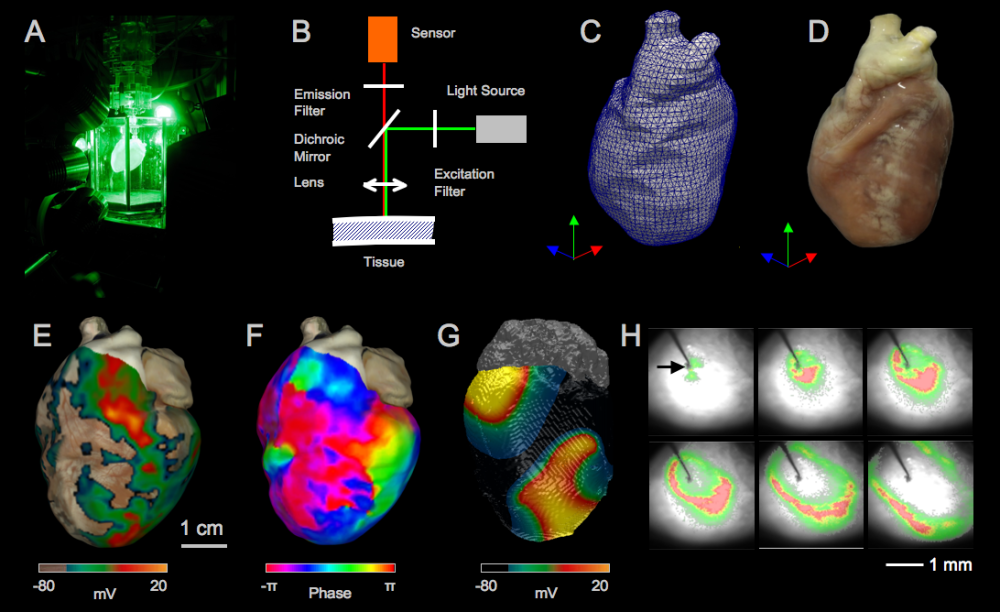 A
B
Sensor
Emission
Filter
Light Source
Dichroic
Mirror
Lens
Excitation
Filter
Tissue
C
D
E
1 cm
-80
20
mV
F
-π
π
Phase
G
-80
20
mV
H
1 mm